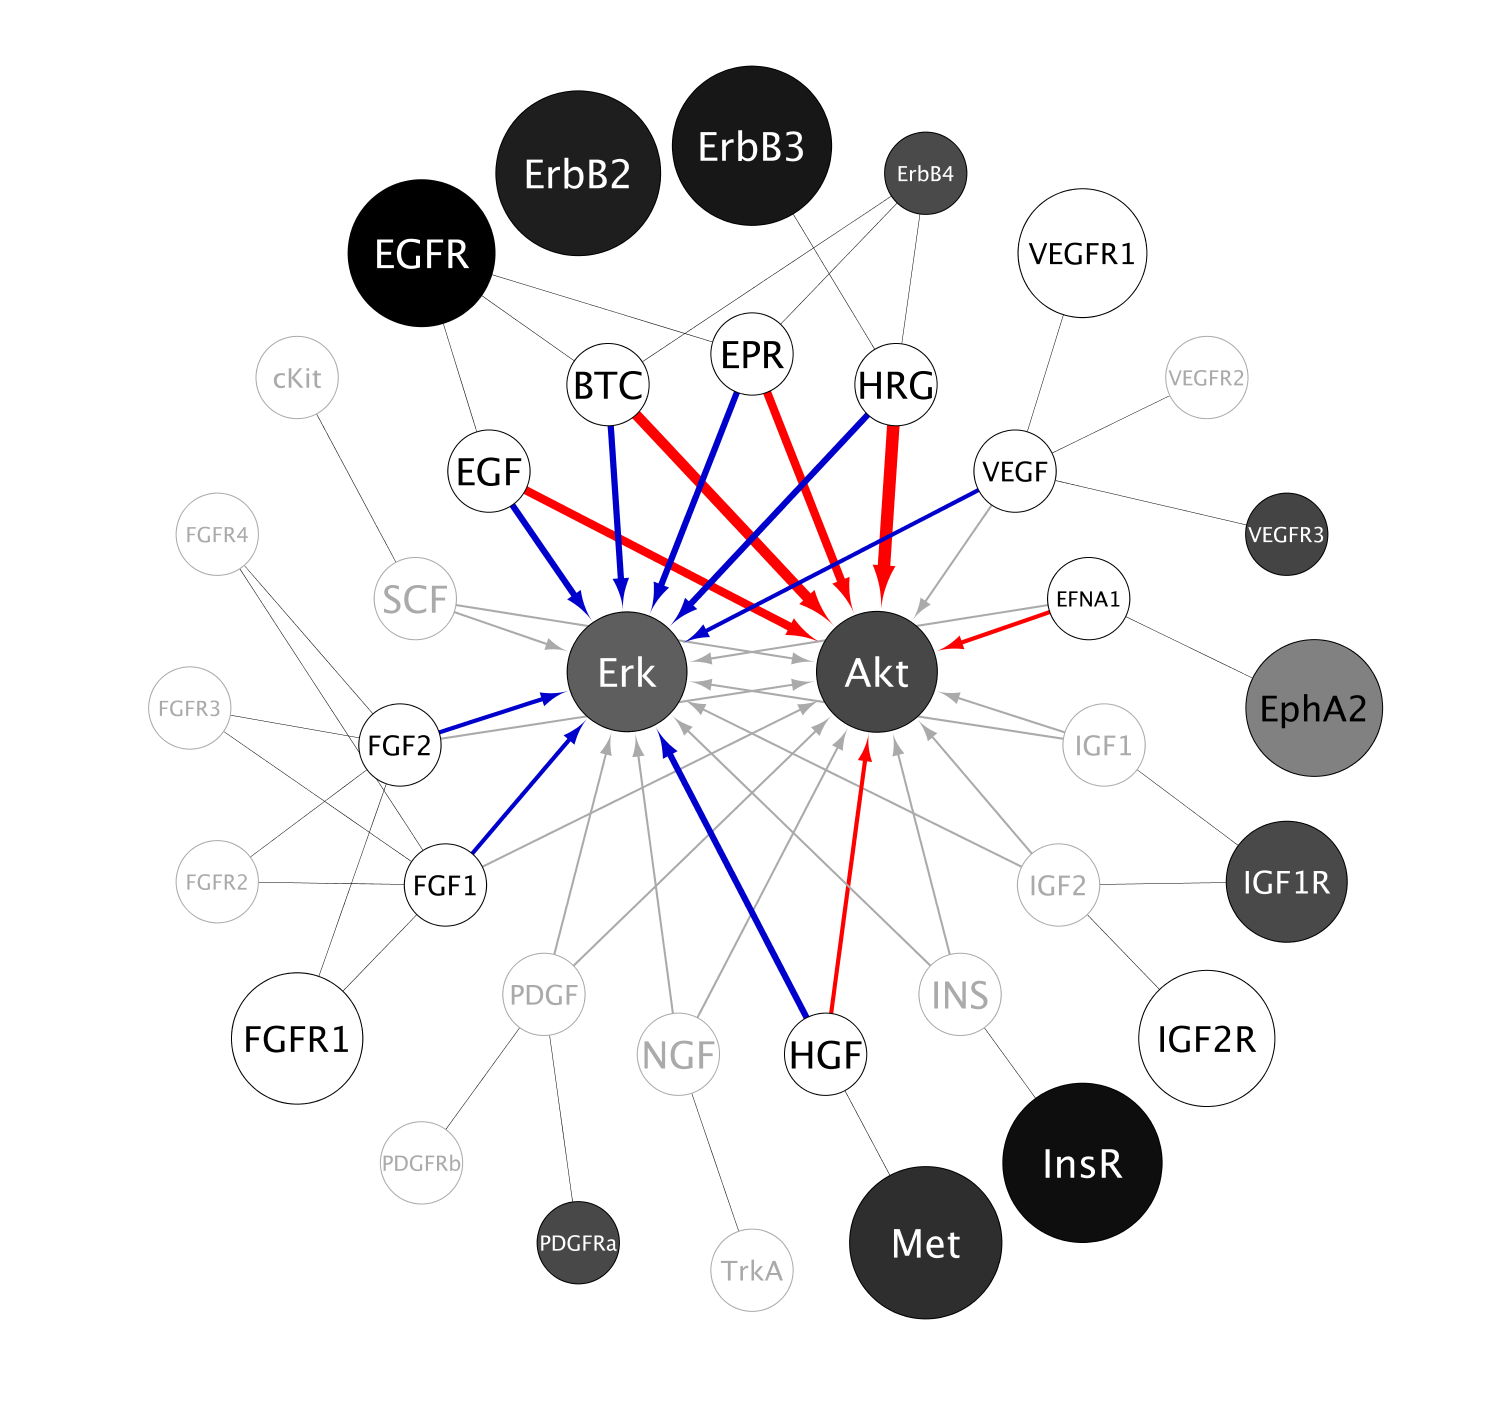 ErbB3
ErbB2
ErbB4
EGFR
VEGFR1
EPR
cKit
BTC
HRG
VEGFR2
EGF
VEGF
FGFR4
VEGFR3
SCF
EFNA1
Erk
Akt
FGFR3
EphA2
FGF2
IGF1
FGFR2
FGF1
IGF2
IGF1R
PDGF
INS
FGFR1
NGF
HGF
IGF2R
PDGFRb
InsR
PDGFRa
Met
TrkA